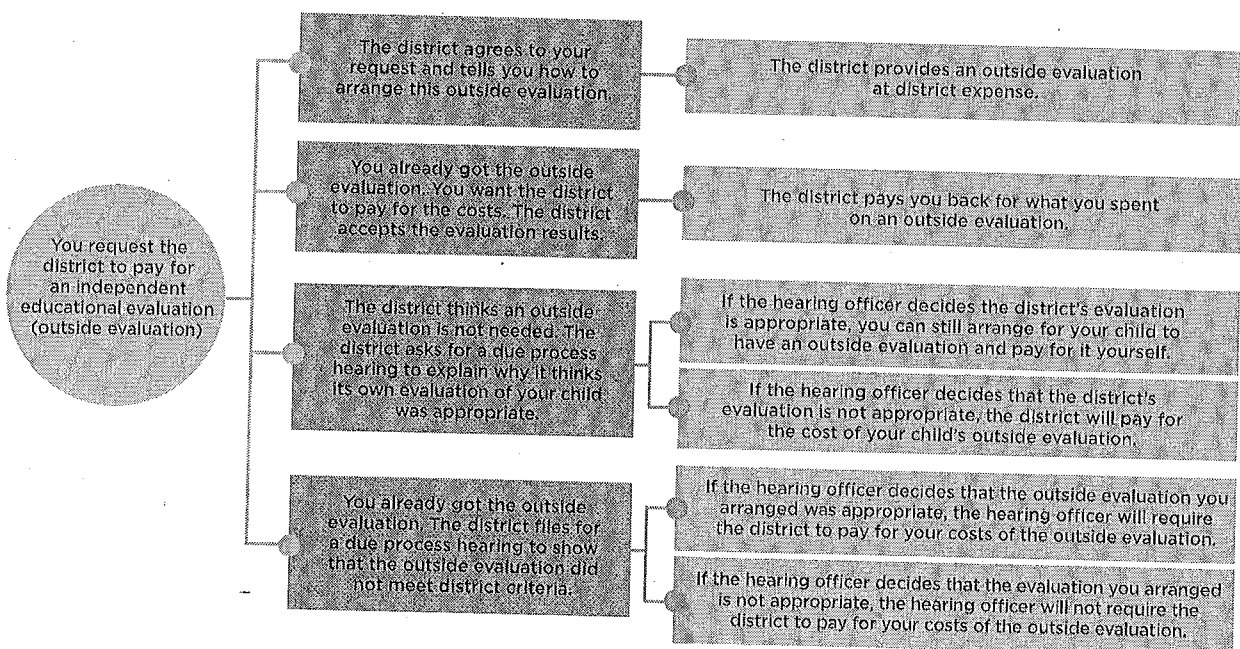 You request the
district to pay for
an independent
educational evaluation
(outside evaluation)
The district agrees to your
request and tells you how to
arrange this outside evaluation.
The district provides an outside evaluation
at district expense.
You already got the outside
evaluation. You want the district
to pay for the costs. The district
accepts the evaluation results.
The district pays you back for what you spent
on an outside evaluation.
The district thinks an outside
evaluation is not needed. The
district asks for a due process
hearing to explain why it thinks
its own evaluation of your child
was appropriate.
If the hearing officer decides the district's evaluation
is appropriate, you can still arrange for your child to
have an outside evaluation and pay for it yourself.
If the hearing officer decides that the district's
evaluation is not appropriate, the district will pay for
the cost of your child's outside evaluation.
You already got the outside
evaluation. The district files for
a due process hearing to show
that the outside evaluation did
not meet district criteria.
If the hearing officer decides that the outside evaluation you
arranged was appropriate, the hearing officer will require
the district to pay for your costs of the outside evaluation.
If the hearing officer decides that the evaluation you arranged
is not appropriate, the hearing officer will not require the
district to pay for your costs of the outside evaluation.